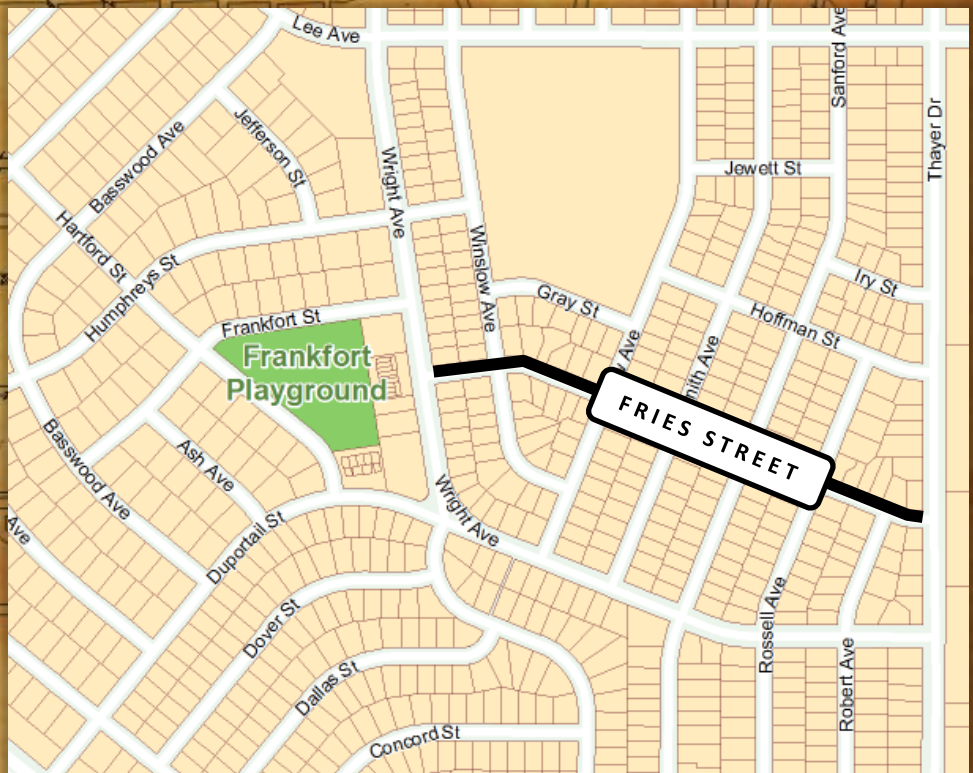 Lee Ave
Sanford Ave
Jefferson St
Basswood Ave
Thayer Dr
Wright Ave
Jewett St
Hartford St
Humphreys St
Winslow Ave
Iry St
Gray St
Frankfort St
Hoffman St
Frankfort
Playground
Ave
FRIES STREET
Basswood Ave
Ash Ave
Wright Ave
Ave
Duportail St
Rossell Ave
Dover St
Robert Ave
Dallas St
Concord St